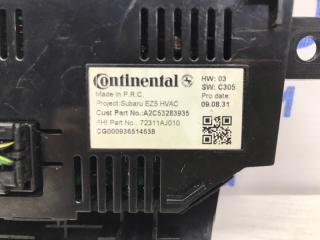 Continental
HW: 03
SW: C305
Made in P.R.C.
Pro date:
Project:Subaru EZ5 HVAC
09.08.31
Cust Part No.:A2C53283935
FHI Part No.: 72311AJ010
CG000936514538